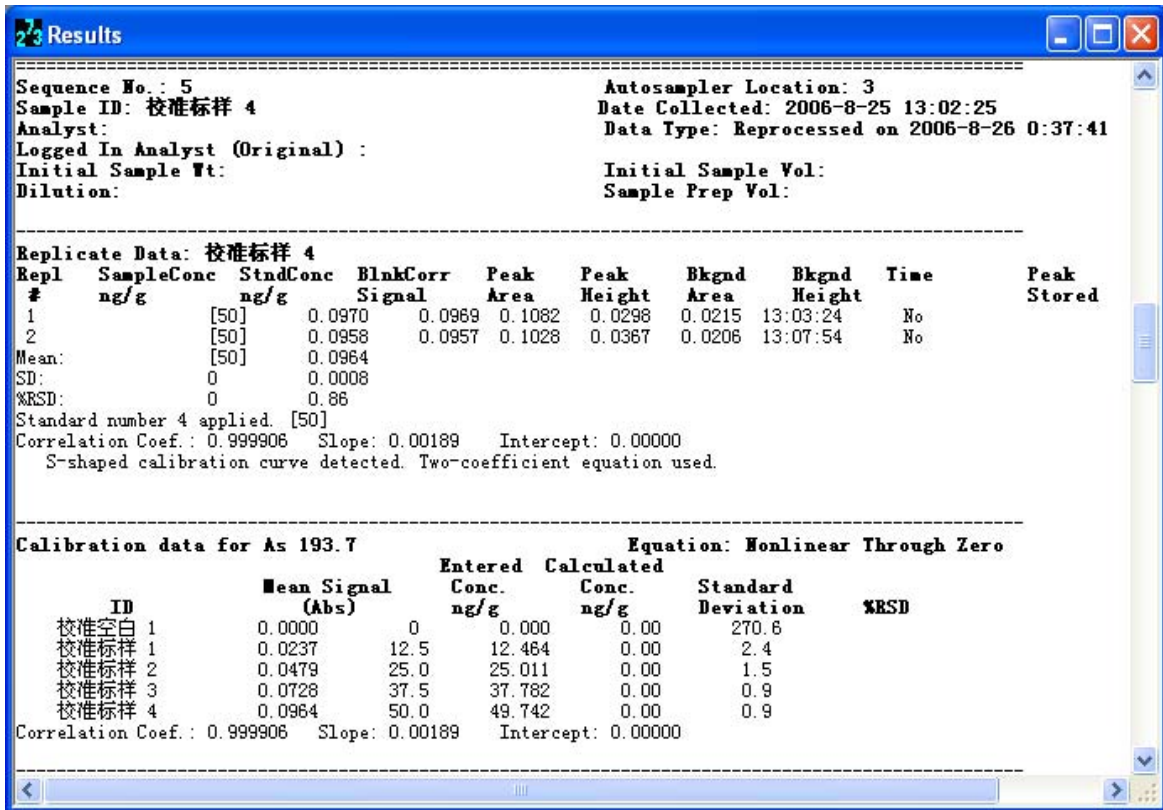 Results
Sequence No.: 5 Autosampler Location: 3
Sample ID: 校准标样 4 Date Collected: 2006-8-25 13:02:25
Analyst: Data Type: Reprocessed on 2006-8-26 0:37:41
Logged In Analyst (Original) :
Initial Sample Wt: Initial Sample Vol:
Dilution: Sample Prep Vol:
Replicate Data: 校准标样 4
Repl SampleConc StndConc BlnkCorr Peak Peak Bkgnd Bkgnd Time Peak
# ng/g ng/g Signal Area Height Area Height Stored
1 [50] 0.0970 0.0969 0.1082 0.0298 0.0215 13:03:24 No
2 [50] 0.0958 0.0957 0.1028 0.0367 0.0206 13:07:54 No
Mean: [50] 0.0964
SD: 0 0.0008
%RSD: 0 0.86
Standard number 4 applied. [50]
Correlation Coef.: 0.999906 Slope: 0.00189 Intercept: 0.00000
S-shaped calibration curve detected. Two-coefficient equation used.
Calibration data for As 193.7 Equation: Nonlinear Through Zero
Entered Calculated
Mean Signal Conc. Conc. Standard
ID (Abs) ng/g ng/g Deviation %RSD
校准空白 1 0.0000 0 0.000 0.00 270.6
校准标样 1 0.0237 12.5 12.464 0.00 2.4
校准标样 2 0.0479 25.0 25.011 0.00 1.5
校准标样 3 0.0728 37.5 37.782 0.00 0.9
校准标样 4 0.0964 50.0 49.742 0.00 0.9
Correlation Coef.: 0.999906 Slope: 0.00189 Intercept: 0.00000